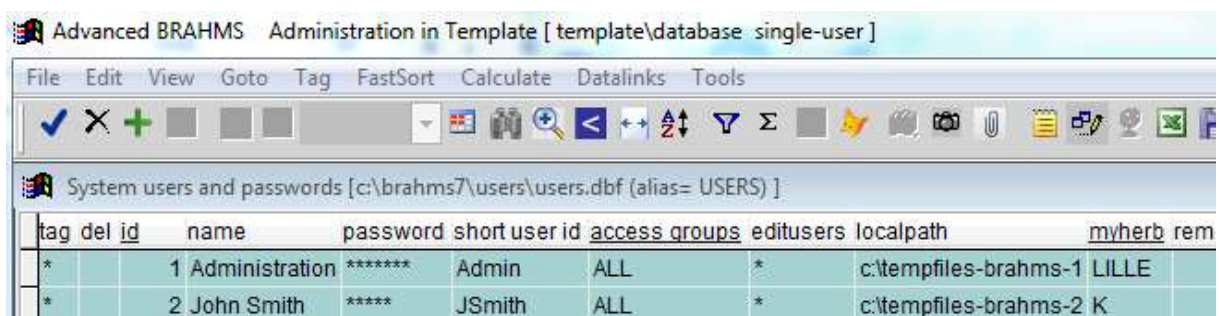 Advanced BRAHMS Administration in Template [ template\database single-user ]
File Edit View Goto Tag FastSort Calculate Datalinks Tools
System users and passwords [c:\brahms7\users\users.dbf (alias= USERS) ]
tag del id name password short user id access groups editusers localpath myherb rem
* 1 Administration ******* Admin ALL * c:\tempfiles-brahms-1 LILLE
* 2 John Smith ***** JSmith ALL * c:\tempfiles-brahms-2 K